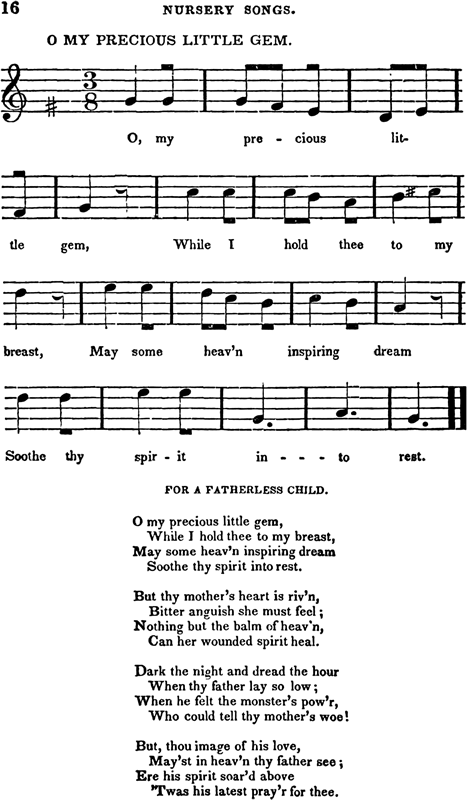 16 NURSERY SONGS.
O MY PRECIOUS LITTLE GEM.
3
8
O, my pre - cious lit-
tle gem, While I hold thee to my
breast, May some heav'n inspiring dream
Soothe thy spir - it in - - - to rest.
FOR A FATHERLESS CHILD.
O my precious little gem,
While I hold thee to my breast,
May some heav'n inspiring dream
Soothe thy spirit into rest.
But thy mother's heart is riv'n,
Bitter anguish she must feel;
Nothing but the balm of heav'n,
Can her wounded spirit heal.
Dark the night and dread the hour
When thy father lay so low;
When he felt the monster's pow'r,
Who could tell thy mother's woe!
But, thou image of his love,
May'st in heav'n thy father see;
Ere his spirit soar'd above
'Twas his latest pray'r for thee.